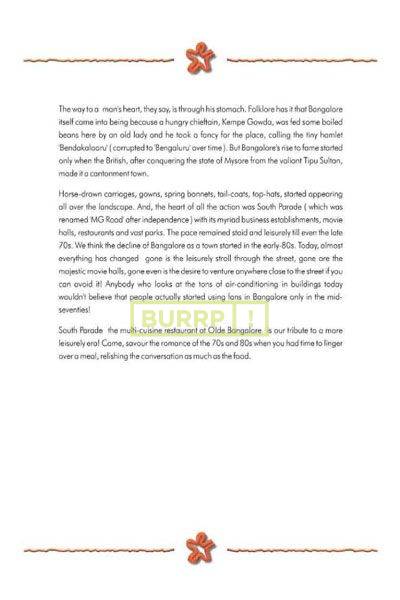 The way to a man's heart, they say, is through his stomach. Folklore has it that Bangalore
itself came into being because a hungry chieftain, Kempe Gowda, was fed some boiled
beans here by an old lady and he took a fancy for the place, calling the tiny hamlet
'Bendakalooru' ( corrupted to 'Bengaluru' over time ). But Bangalore's rise to fame started
only when the British, after conquering the state of Mysore from the valiant Tipu Sultan,
made it a cantonment town.
Horse-drawn carriages, gowns, spring bonnets, tail-coats, top-hats, started appearing
all over the landscape. And, the heart of all the action was South Parade ( which was
renamed 'MG Road' after independence ) with its myriad business establishments, movie
halls, restaurants and vast parks. The pace remained staid and leisurely till even the late
70s. We think the decline of Bangalore as a town started in the early-80s. Today, almost
everything has changed gone is the leisurely stroll through the street, gone are the
majestic movie halls, gone even is the desire to venture anywhere close to the street if you
can avoid it! Anybody who looks at the tons of air-conditioning in buildings today
wouldn't believe that people actually started using fans in Bangalore only in the mid-
seventies!
BURRP!
South Parade the multi-cuisine restaurant at Olde Bangalore is our tribute to a more
leisurely era! Come, savour the romance of the 70s and 80s when you had time to linger
over a meal, relishing the conversation as much as the food.